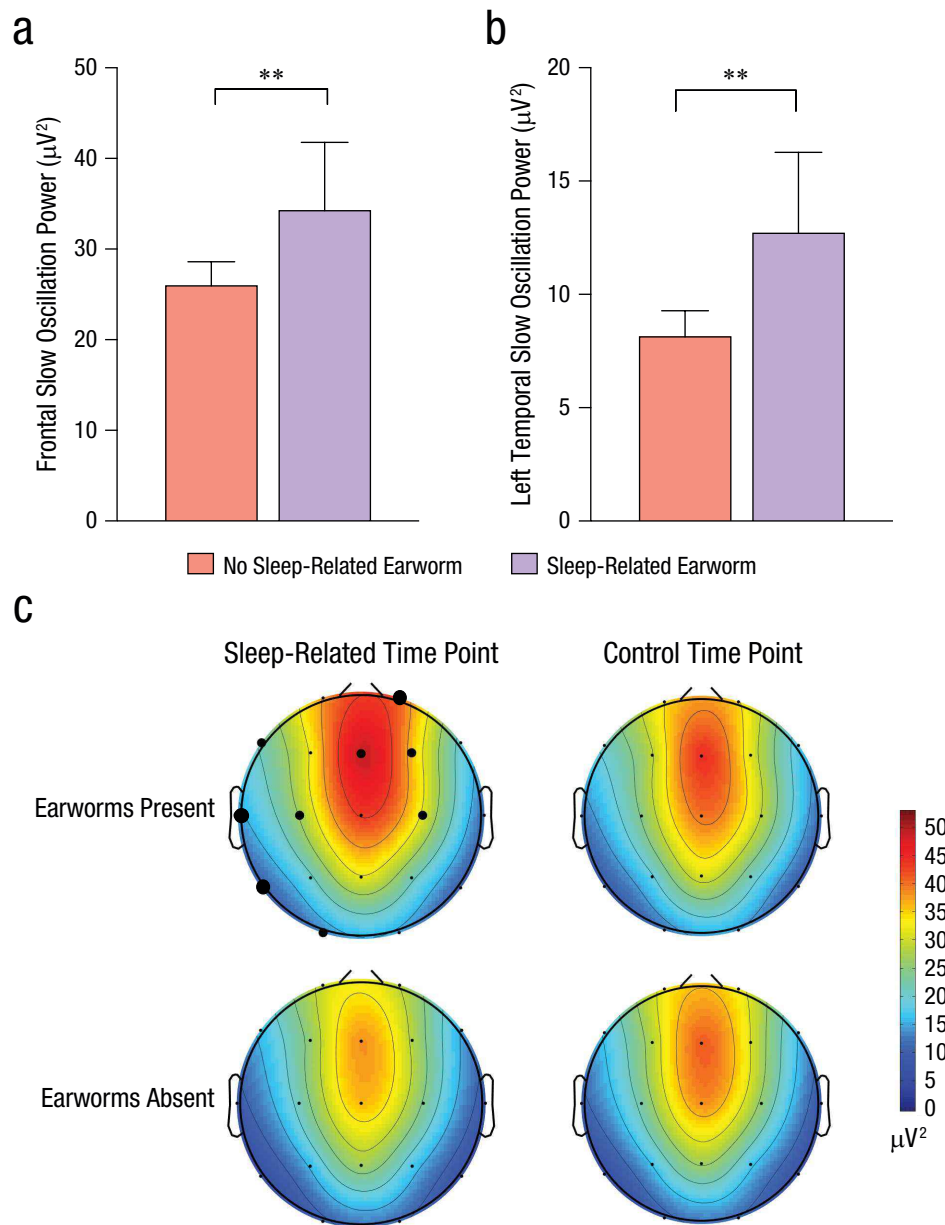 a
b
Frontal Slow Oscillation Power (μV²)
50
40
30
20
10
0
**
Left Temporal Slow Oscillation Power (μV²)
20
15
10
5
0
**
No Sleep-Related Earworm
Sleep-Related Earworm
c
Sleep-Related Time Point
Control Time Point
Earworms Present
Earworms Absent
50
45
40
35
30
25
20
15
10
5
0
μV²